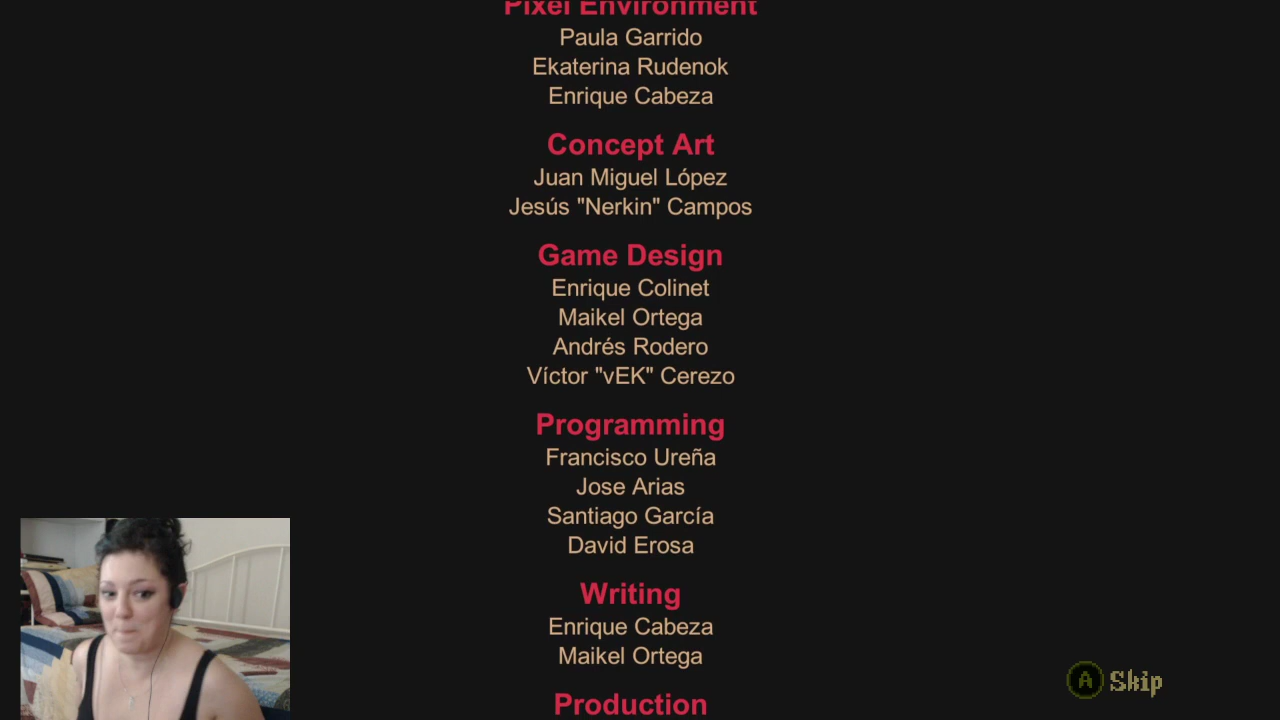 Pixel Environment
Paula Garrido
Ekaterina Rudenok
Enrique Cabeza
Concept Art
Juan Miguel López
Jesús "Nerkin" Campos
Game Design
Enrique Colinet
Maikel Ortega
Andrés Rodero
Víctor "vEK" Cerezo
Programming
Francisco Ureña
Jose Arias
Santiago García
David Erosa
Writing
Enrique Cabeza
Maikel Ortega
Production
A Skip